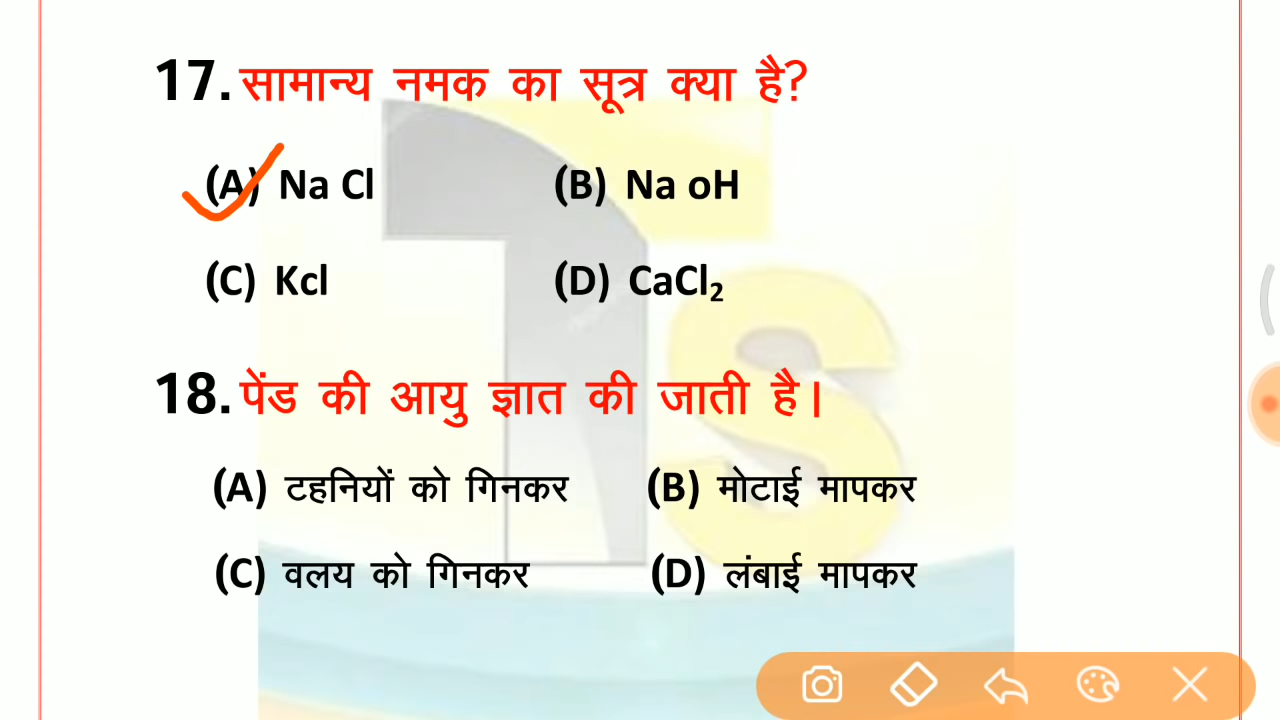 17. सामान्य नमक का सूत्र क्या है?
(A) Na Cl (B) Na oH
(C) Kcl (D) CaCl₂
18. पेंड की आयु ज्ञात की जाती है।
(A) टहनियों को गिनकर (B) मोटाई मापकर
(C) वलय को गिनकर (D) लंबाई मापकर